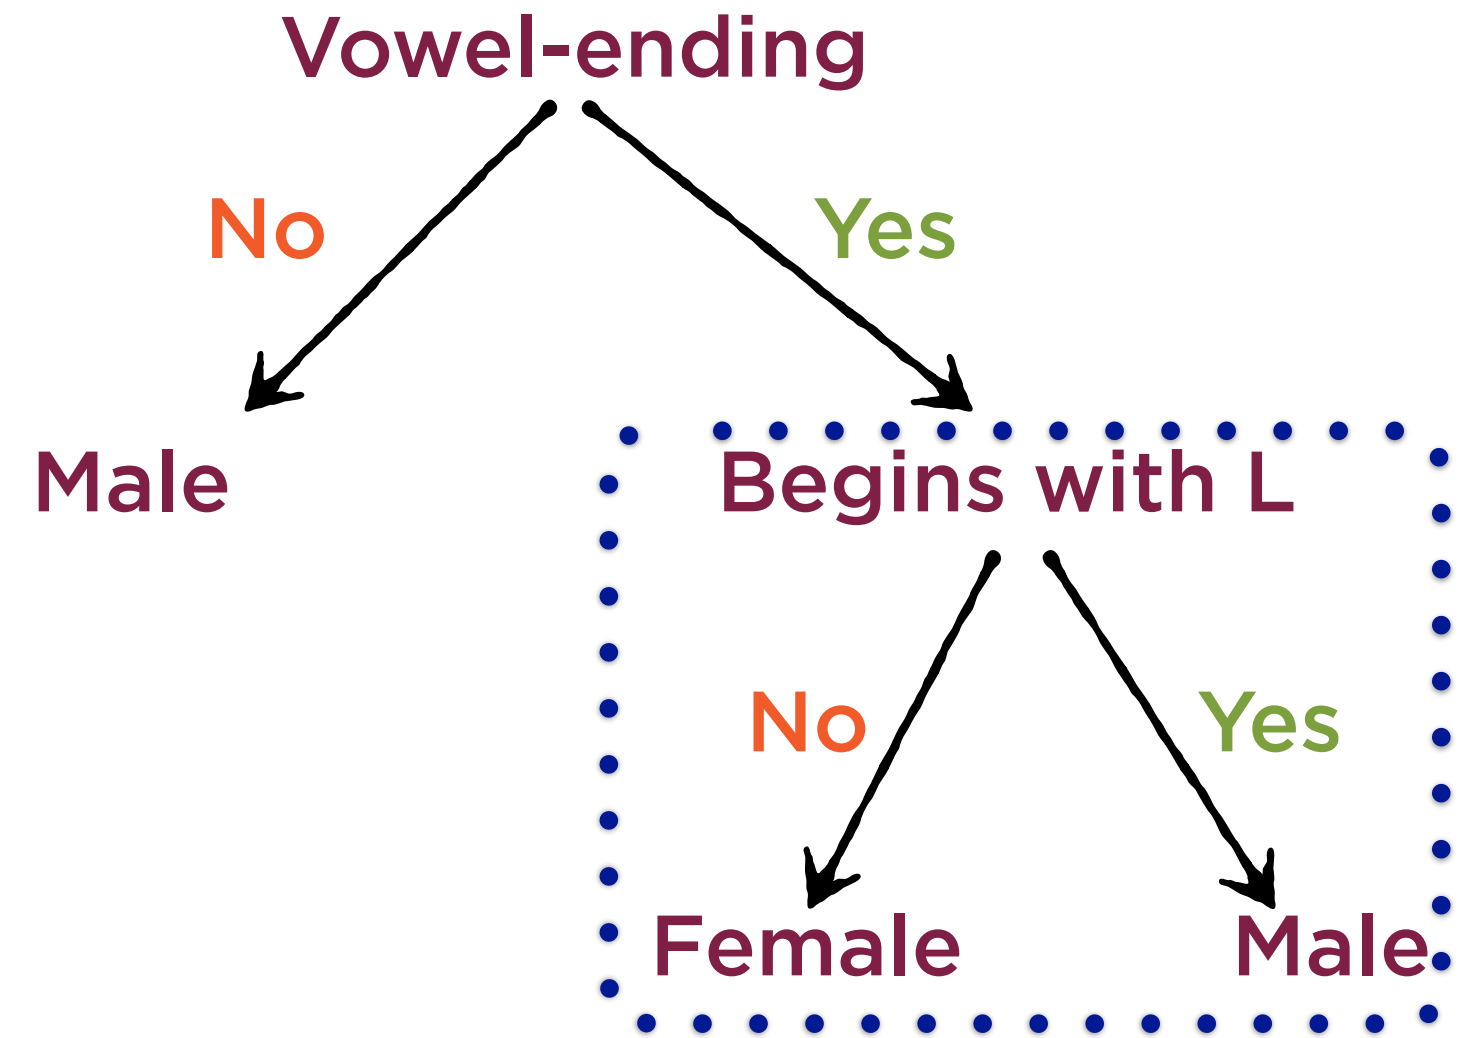 Vowel-ending
No
Yes
Male
Begins with L
No
Yes
Female
Male